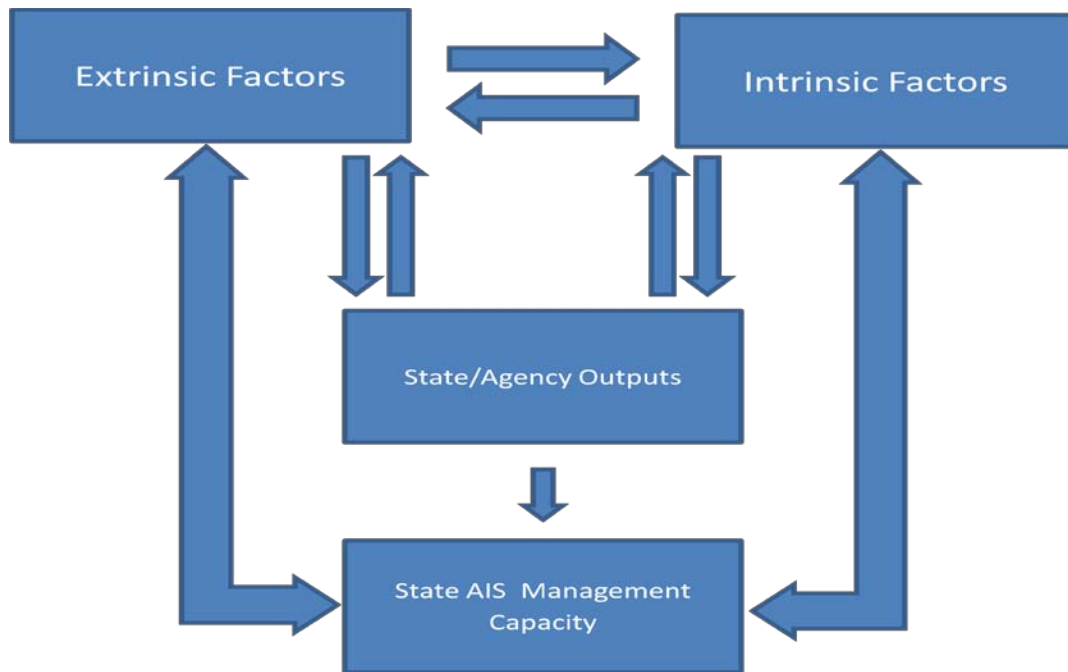 Extrinsic Factors
Intrinsic Factors
State/Agency Outputs
State AIS  Management
Capacity